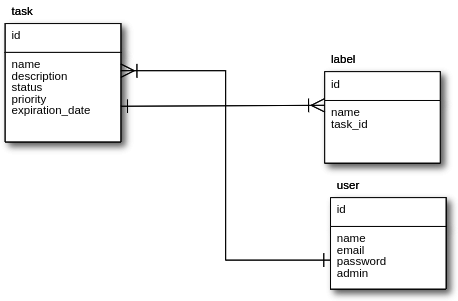 task
id
name
description
status
priority
expiration_date
label
id
name
task_id
user
id
name
email
password
admin